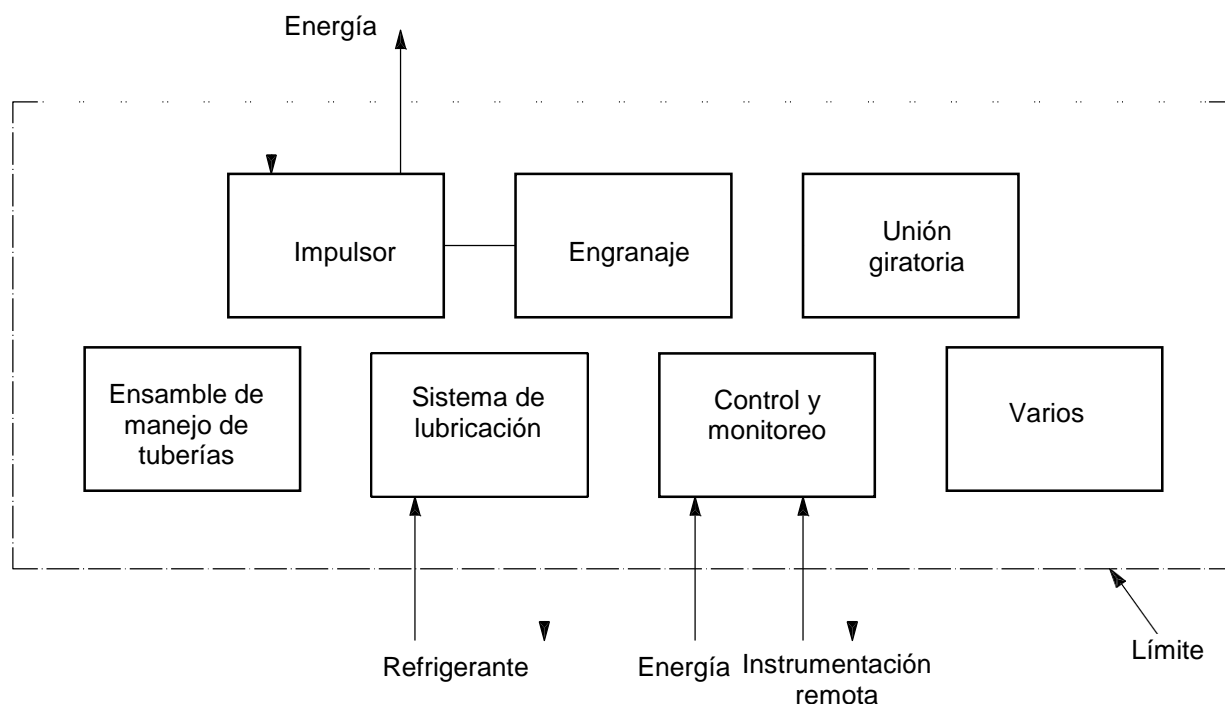 Energía
Impulsor
Engranaje
Unión
giratoria
Ensamble de
manejo de
tuberías
Sistema de
lubricación
Control y
monitoreo
Varios
Refrigerante
Energía
Instrumentación
remota
Límite